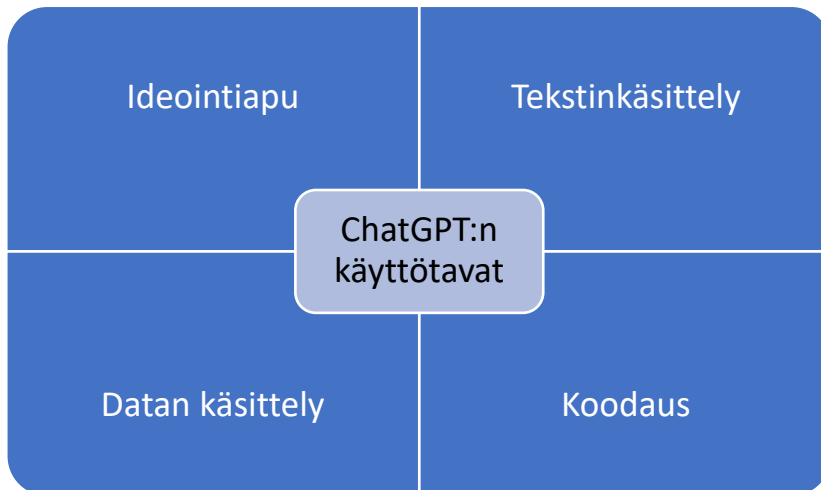 Ideointiapu
Tekstinkäsittely
ChatGPT:n
käyttötavat
Datan käsittely
Koodaus